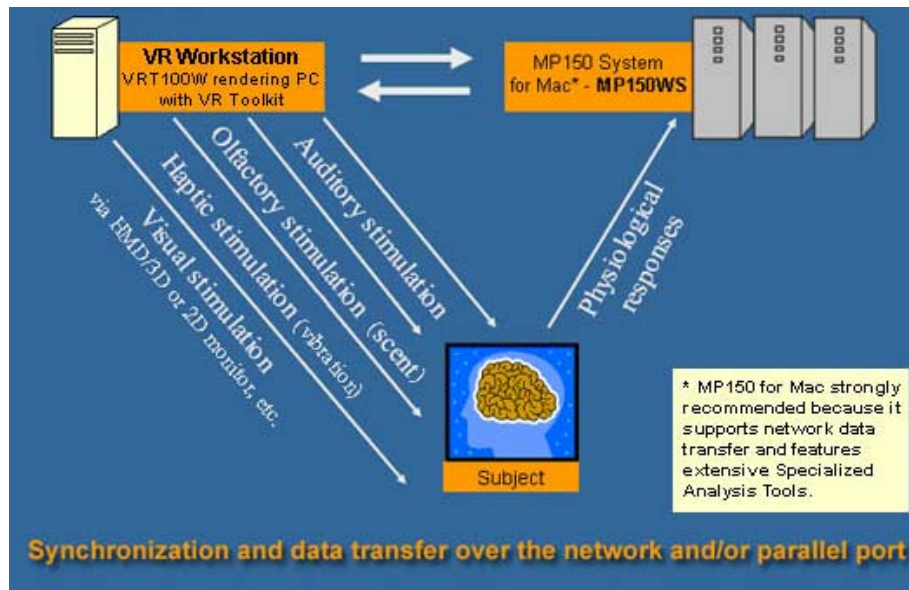 VR Workstation
VRT100W rendering PC
with VR Toolkit
MP150 System
for Mac* - MP150WS
Auditory stimulation
Olfactory stimulation (scent)
Haptic stimulation (vibration)
Visual stimulation
via HMD/3D or 2D monitor, etc.
Physiological
responses
Subject
* MP150 for Mac strongly
recommended because it
supports network data
transfer and features
extensive Specialized
Analysis Tools.
Synchronization and data transfer over the network and/or parallel port